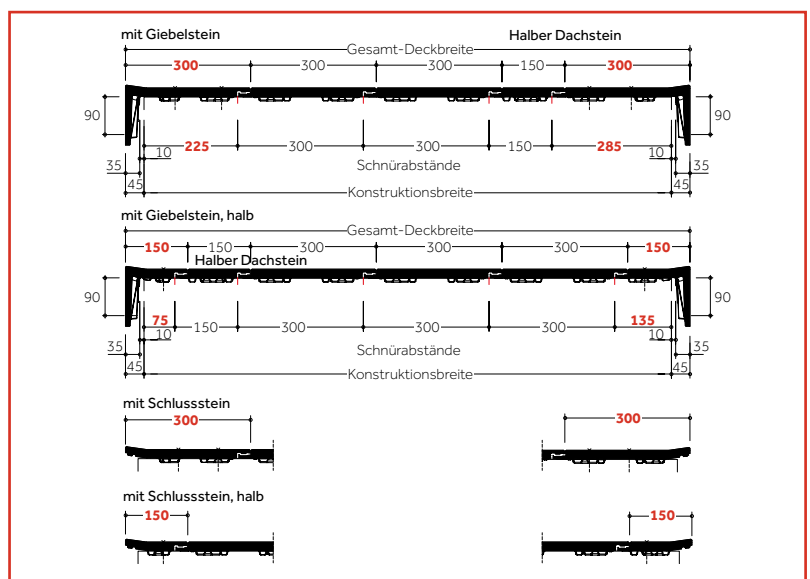 mit Giebelstein Halber Dachstein
Gesamt-Deckbreite
300 300 300 150 300
90 90
225 300 300 150 285
10 10
35 Schnürabstände 35
45 45
Konstruktionsbreite
mit Giebelstein, halb
Gesamt-Deckbreite
150 150 300 300 300 150
Halber Dachstein
90 90
75 150 300 300 300 135
10 10
35 Schnürabstände 35
45 45
Konstruktionsbreite
mit Schlussstein
300 300
mit Schlussstein, halb
150 150